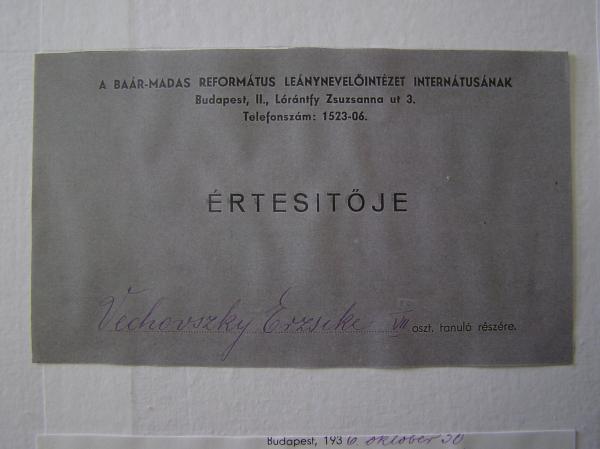 A BAÁR-MADAS REFORMÁTUS LEÁNYNEVELŐINTÉZET INTERNÁTUSÁNAK
Budapest, II., Lórántfy Zsuzsanna ut 3.
Telefonszám: 1523-06.
ÉRTESITŐJE
Vechovszky Erzsike VII oszt. tanuló részére.
Budapest, 1936. október 30